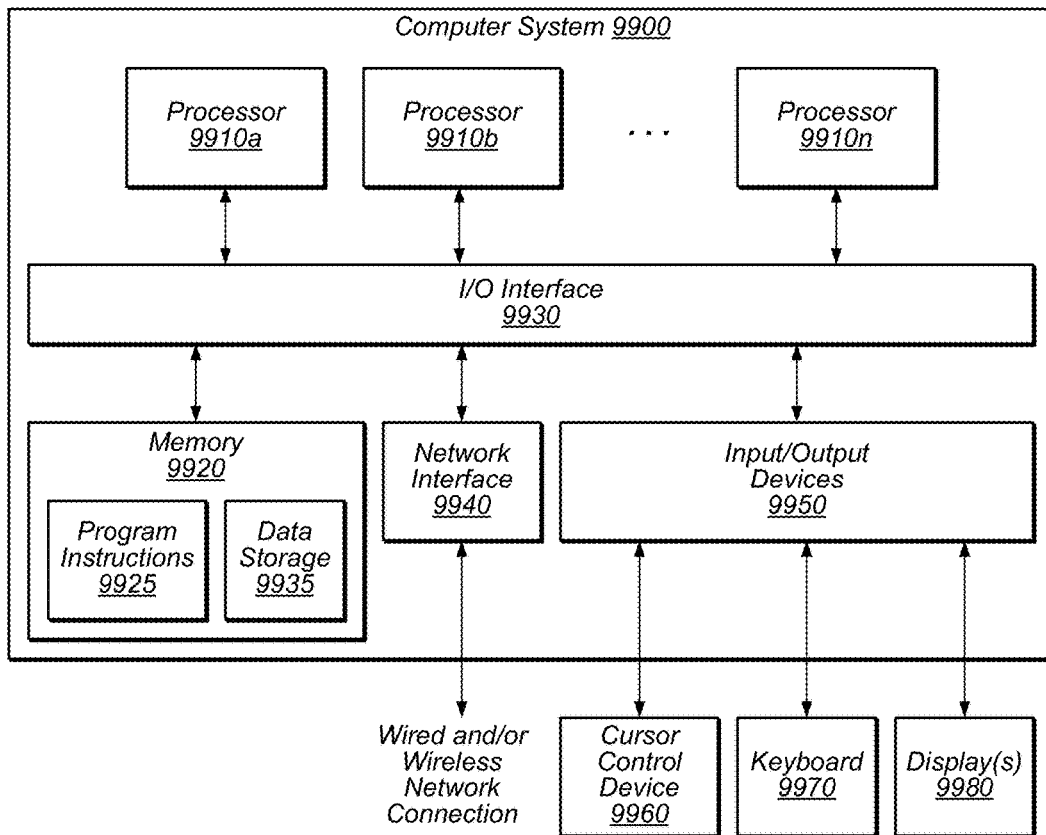 Computer System 9900
Processor
9910a
Processor
9910b
. . .
Processor
9910n
I/O Interface
9930
Memory
9920
Program
Instructions
9925
Data
Storage
9935
Network
Interface
9940
Input/Output
Devices
9950
Wired and/or
Wireless
Network
Connection
Cursor
Control
Device
9960
Keyboard
9970
Display(s)
9980